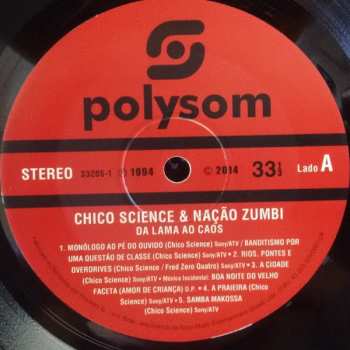 polysom
STEREO 33205-1 ℗ 1994 © 2014 33 1/3 Lado A
CHICO SCIENCE & NAÇÃO ZUMBI
DA LAMA AO CAOS
1. MONÓLOGO AO PÉ DO OUVIDO (Chico Science) Sony/ATV / BANDITISMO POR
UMA QUESTÃO DE CLASSE (Chico Science) Sony/ATV • 2. RIOS, PONTES E
OVERDRIVES (Chico Science / Fred Zero Quatro) Sony/ATV • 3. A CIDADE
(Chico Science) Sony/ATV • Música Incidental: BOA NOITE DO VELHO
FACETA (AMOR DE CRIANÇA) D.P. • 4. A PRAIEIRA (Chico
Science) Sony/ATV • 5. SAMBA MAKOSSA
(Chico Science) Sony/ATV